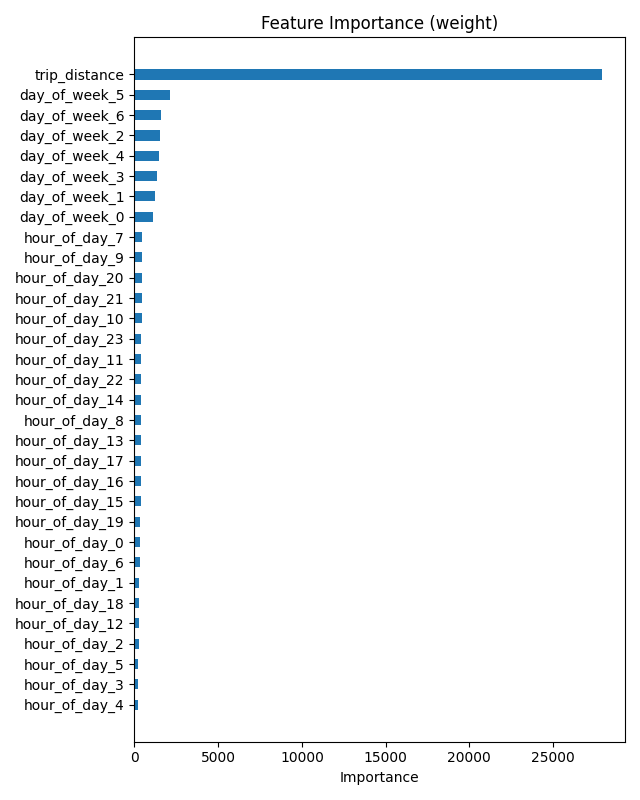 Feature Importance (weight)
trip_distance
day_of_week_5
day_of_week_6
day_of_week_2
day_of_week_4
day_of_week_3
day_of_week_1
day_of_week_0
hour_of_day_7
hour_of_day_9
hour_of_day_20
hour_of_day_21
hour_of_day_10
hour_of_day_23
hour_of_day_11
hour_of_day_22
hour_of_day_14
hour_of_day_8
hour_of_day_13
hour_of_day_17
hour_of_day_16
hour_of_day_15
hour_of_day_19
hour_of_day_0
hour_of_day_6
hour_of_day_1
hour_of_day_18
hour_of_day_12
hour_of_day_2
hour_of_day_5
hour_of_day_3
hour_of_day_4
0 5000 10000 15000 20000 25000
Importance